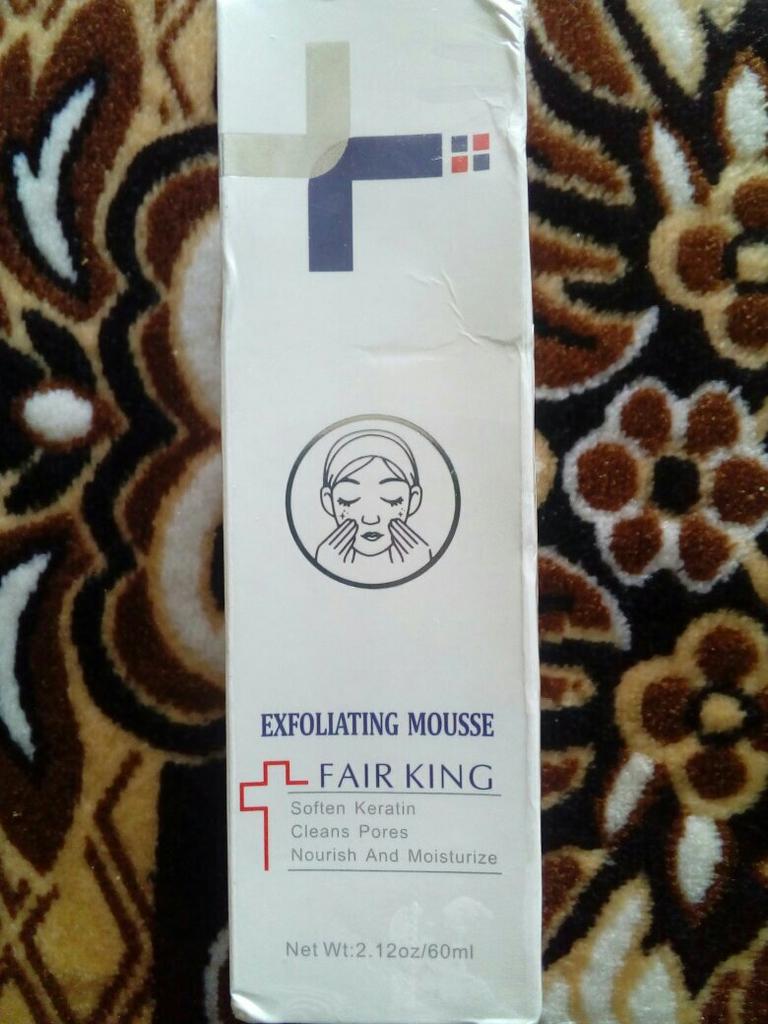 EXFOLIATING MOUSSE
FAIR KING
Soften Keratin
Cleans Pores
Nourish And Moisturize
Net Wt:2.12oz/60ml